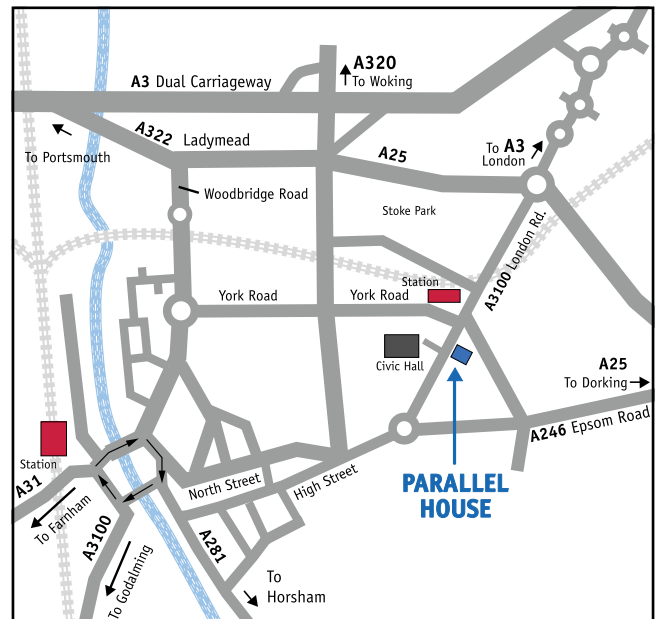 A320
To Woking
A3 Dual Carriageway
A322
Ladymead
To Portsmouth
To A3
London
A25
Woodbridge Road
Stoke Park
A3100 London Rd.
Station
York Road
York Road
Civic Hall
A25
To Dorking
A246 Epsom Road
Station
A31
To Farnham
North Street
High Street
PARALLEL
HOUSE
A3100
To Godalming
A281
To
Horsham